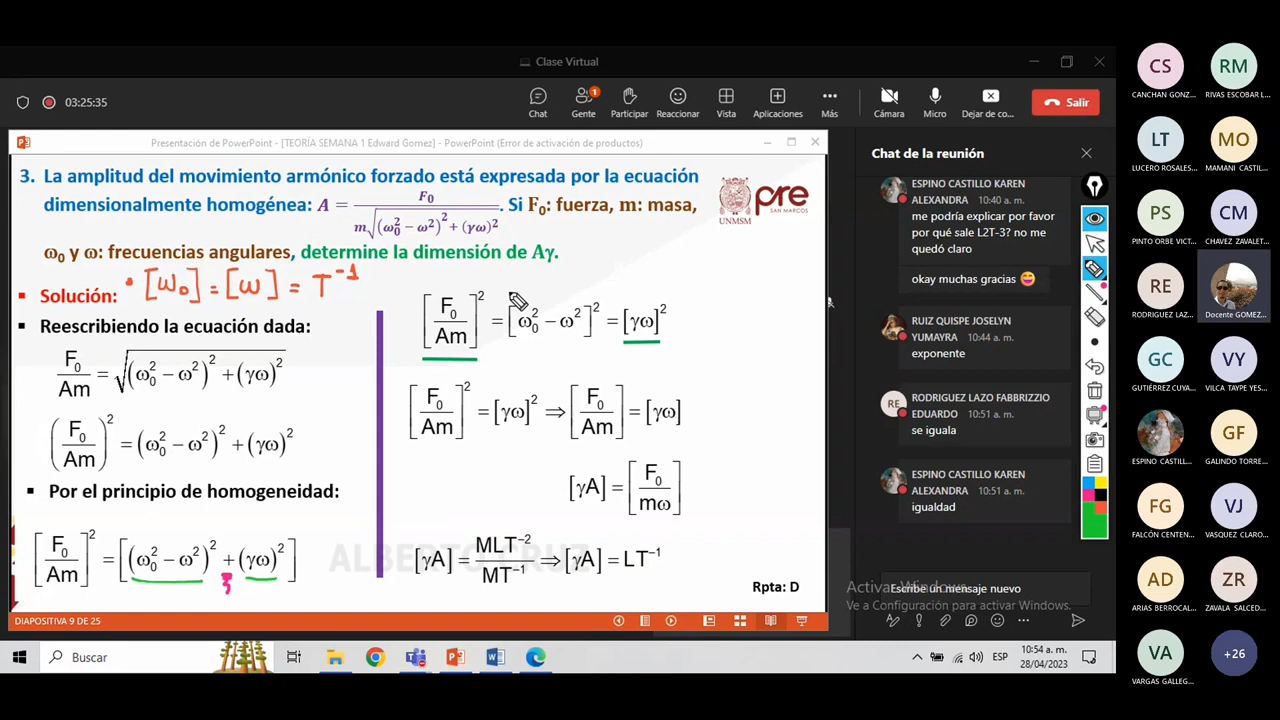 Clase Virtual
03:25:35
Chat
Gente
1
Participar
Reaccionar
Vista
Aplicaciones
Más
Cámara
Micro
Dejar de co...
Salir
Presentación de PowerPoint - [TEORÍA SEMANA 1 Edward Gomez] - PowerPoint (Error de activación de productos)
3. La amplitud del movimiento armónico forzado está expresada por la ecuación
dimensionalmente homogénea: A = F₀ / m√((ω₀² − ω²)² + (γω)²). Si F₀: fuerza, m: masa,
ω₀ y ω: frecuencias angulares, determine la dimensión de Aγ.
UNMSM
pre
SAN MARCOS
Solución:
• [ω₀] = [ω] = T⁻¹
Reescribiendo la ecuación dada:
F₀/Am = √((ω₀² − ω²)² + (γω)²)
(F₀/Am)² = (ω₀² − ω²)² + (γω)²
Por el principio de homogeneidad:
[F₀/Am]² = [(ω₀² − ω²)² + (γω)²]
[F₀/Am]² = [ω₀² − ω²]² = [γω]²
[F₀/Am]² = [γω]² ⇒ [F₀/Am] = [γω]
[γA] = [F₀/mω]
[γA] = MLT⁻²/MT⁻¹ ⇒ [γA] = LT⁻¹
Rpta: D
ALBERTO CRUZ
DIAPOSITIVA 9 DE 25
Chat de la reunión
ESPINO CASTILLO KAREN
ALEXANDRA 10:40 a. m.
me podría explicar por favor
por qué sale L2T-3? no me
quedó claro
okay muchas gracias 😄
RUIZ QUISPE JOSELYN
YUMAYRA 10:44 a. m.
exponente
RE
RODRIGUEZ LAZO FABBRIZZIO
EDUARDO 10:51 a. m.
se iguala
ESPINO CASTILLO KAREN
ALEXANDRA 10:51 a. m.
igualdad
Activar Windows
Escribe un mensaje nuevo
Ve a Configuración para activar Windows.
CS
CANCHAN GONZ...
RM
RIVAS ESCOBAR L...
LT
LUCERO ROSALES...
MO
MAMANI CASTIL...
PS
PINTO ORBE VICT...
CM
CHAVEZ ZAVALET...
RE
RODRIGUEZ LAZ...
Docente GOMEZ...
GC
GUTIÉRREZ CUYA...
VY
VILCA TAYPE YES...
ESPINO CASTILL...
GF
GALINDO TORRE...
FG
FALCÓN CENTEN...
VJ
VASQUEZ CLARO...
AD
ARIAS BERROCAL...
ZR
ZAVALA SALCED...
VA
VARGAS GALLEG...
+26
Buscar
ESP
10:54 a. m.
28/04/2023